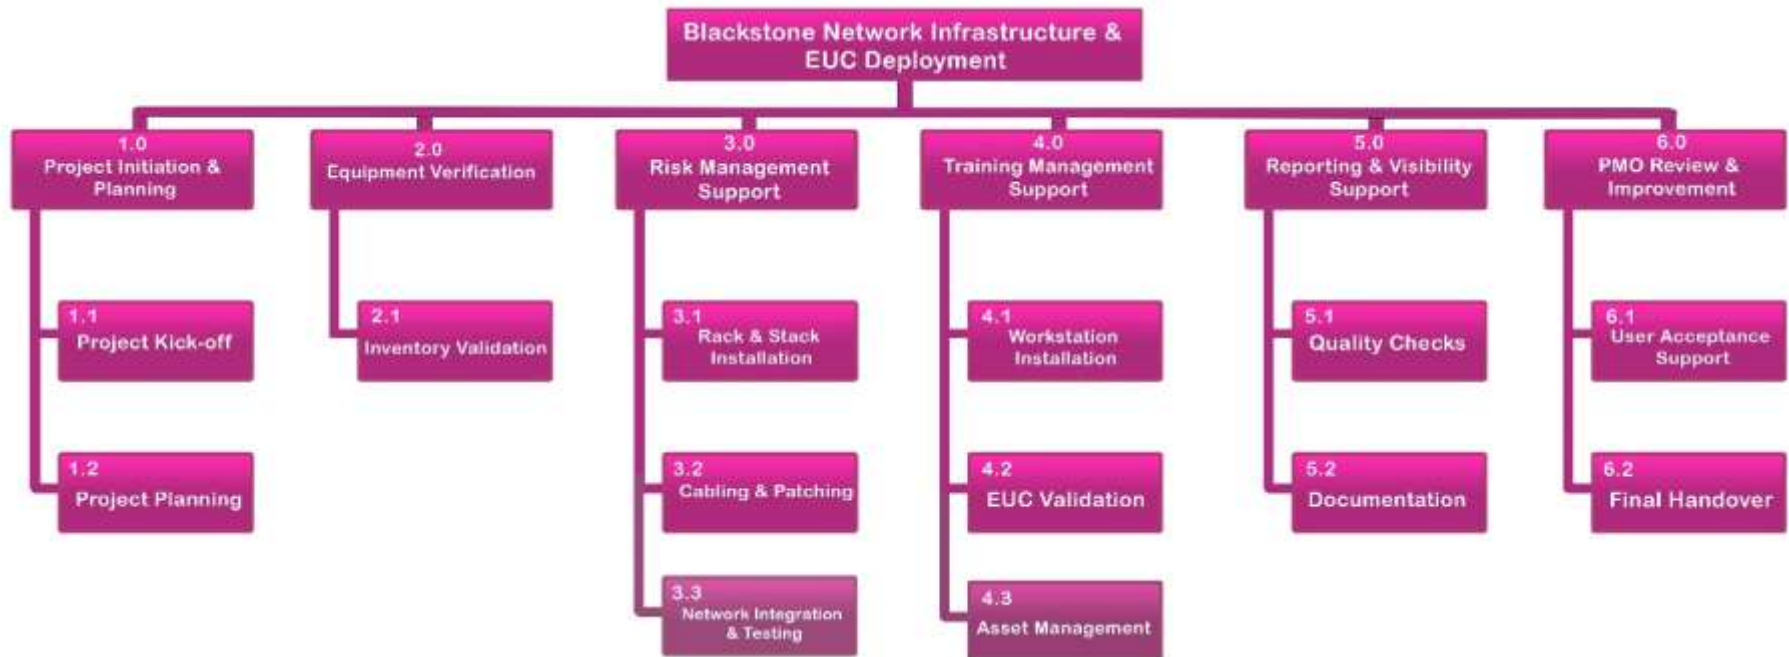 Blackstone Network Infrastructure &
EUC Deployment
1.0
Project Initiation &
Planning
1.1
Project Kick-off
1.2
Project Planning
2.0
Equipment Verification
2.1
Inventory Validation
3.0
Risk Management
Support
3.1
Rack & Stack
Installation
3.2
Cabling & Patching
3.3
Network Integration
& Testing
4.0
Training Management
Support
4.1
Workstation
Installation
4.2
EUC Validation
4.3
Asset Management
5.0
Reporting & Visibility
Support
5.1
Quality Checks
5.2
Documentation
6.0
PMO Review &
Improvement
6.1
User Acceptance
Support
6.2
Final Handover